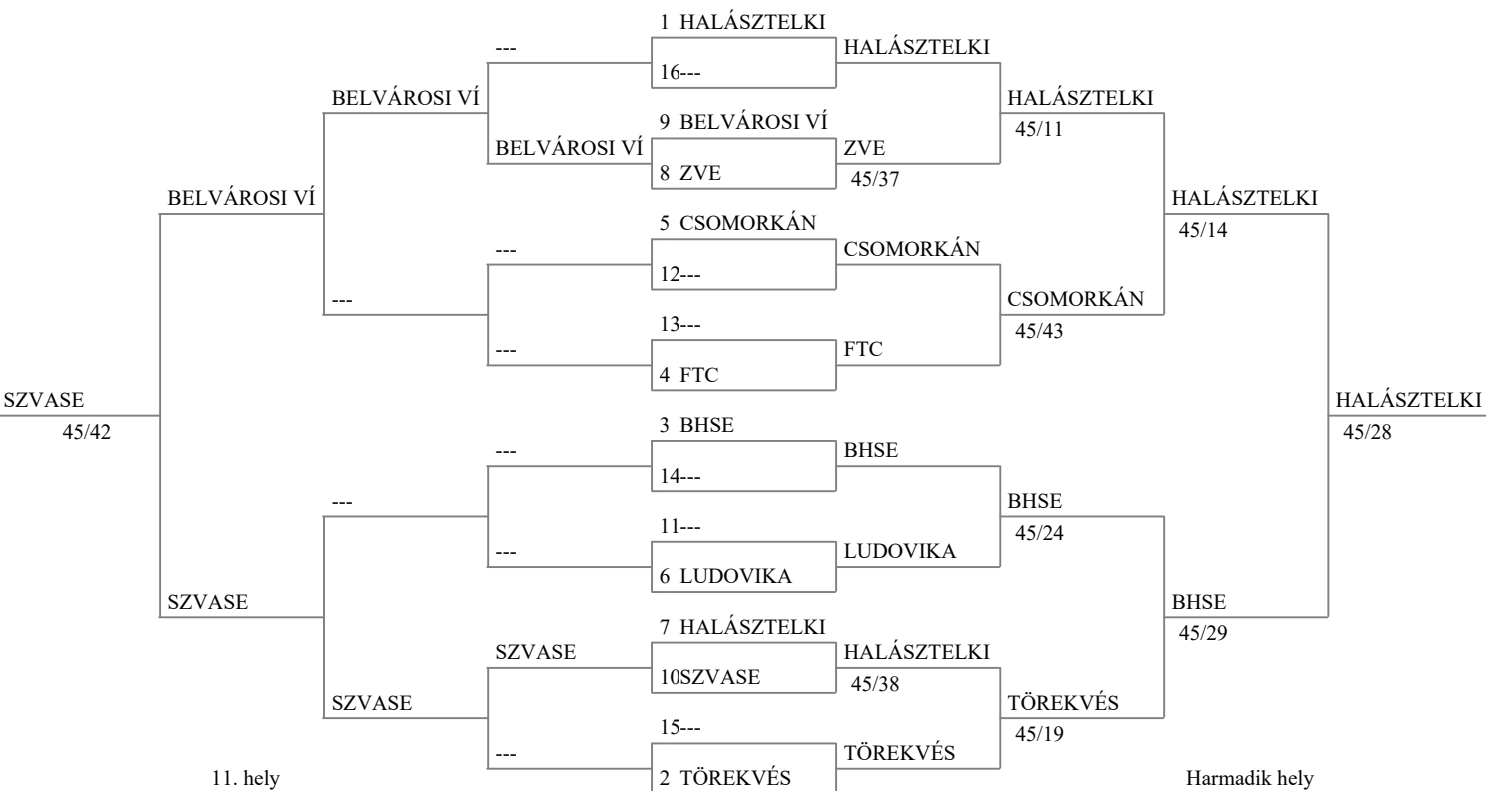 1 HALÁSZTELKI
--- HALÁSZTELKI
16---
BELVÁROSI VÍ HALÁSZTELKI
9 BELVÁROSI VÍ 45/11
BELVÁROSI VÍ ZVE
8 ZVE 45/37
BELVÁROSI VÍ HALÁSZTELKI
5 CSOMORKÁN 45/14
--- CSOMORKÁN
12---
--- CSOMORKÁN
13--- 45/43
--- FTC
4 FTC
SZVASE HALÁSZTELKI
45/42 3 BHSE 45/28
--- BHSE
14---
--- BHSE
11--- 45/24
--- LUDOVIKA
6 LUDOVIKA
SZVASE BHSE
7 HALÁSZTELKI 45/29
SZVASE HALÁSZTELKI
10SZVASE 45/38
SZVASE TÖREKVÉS
15--- 45/19
--- TÖREKVÉS
11. hely 2 TÖREKVÉS Harmadik hely